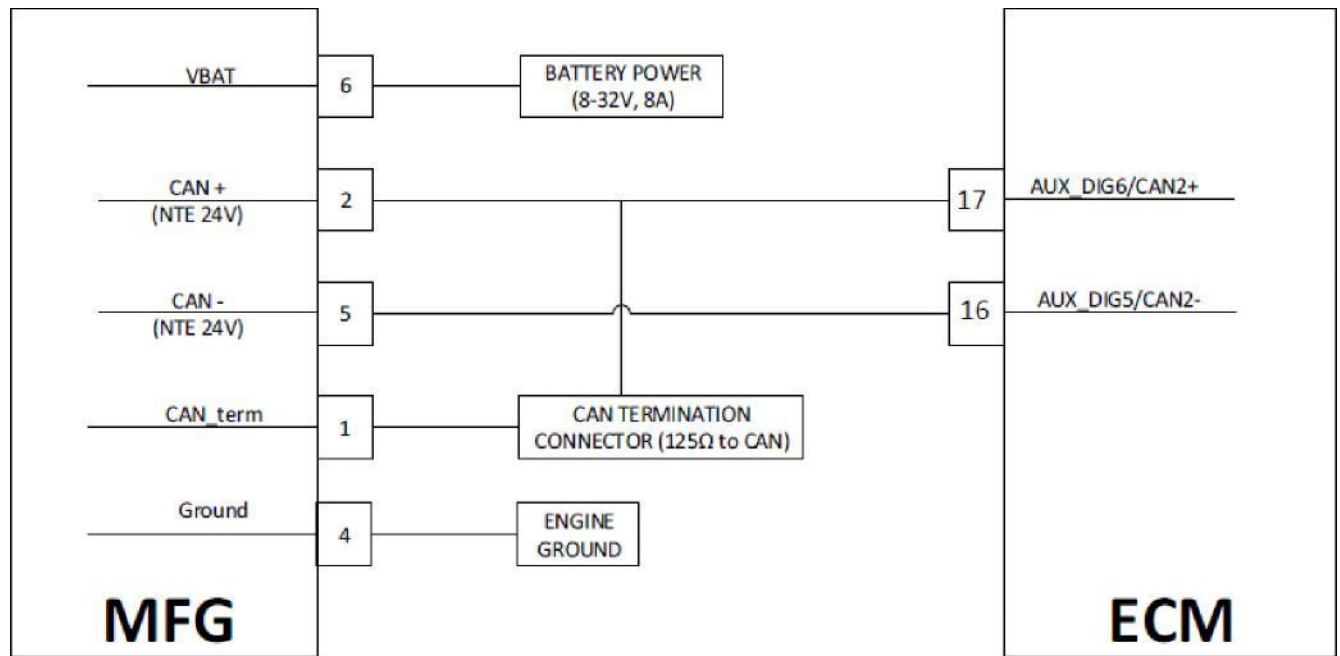 VBAT
6
BATTERY POWER
(8-32V, 8A)
CAN +
(NTE 24V)
2
17
AUX_DIG6/CAN2+
CAN -
(NTE 24V)
5
16
AUX_DIG5/CAN2-
CAN_term
1
CAN TERMINATION
CONNECTOR (125Ω to CAN)
Ground
4
ENGINE
GROUND
MFG
ECM